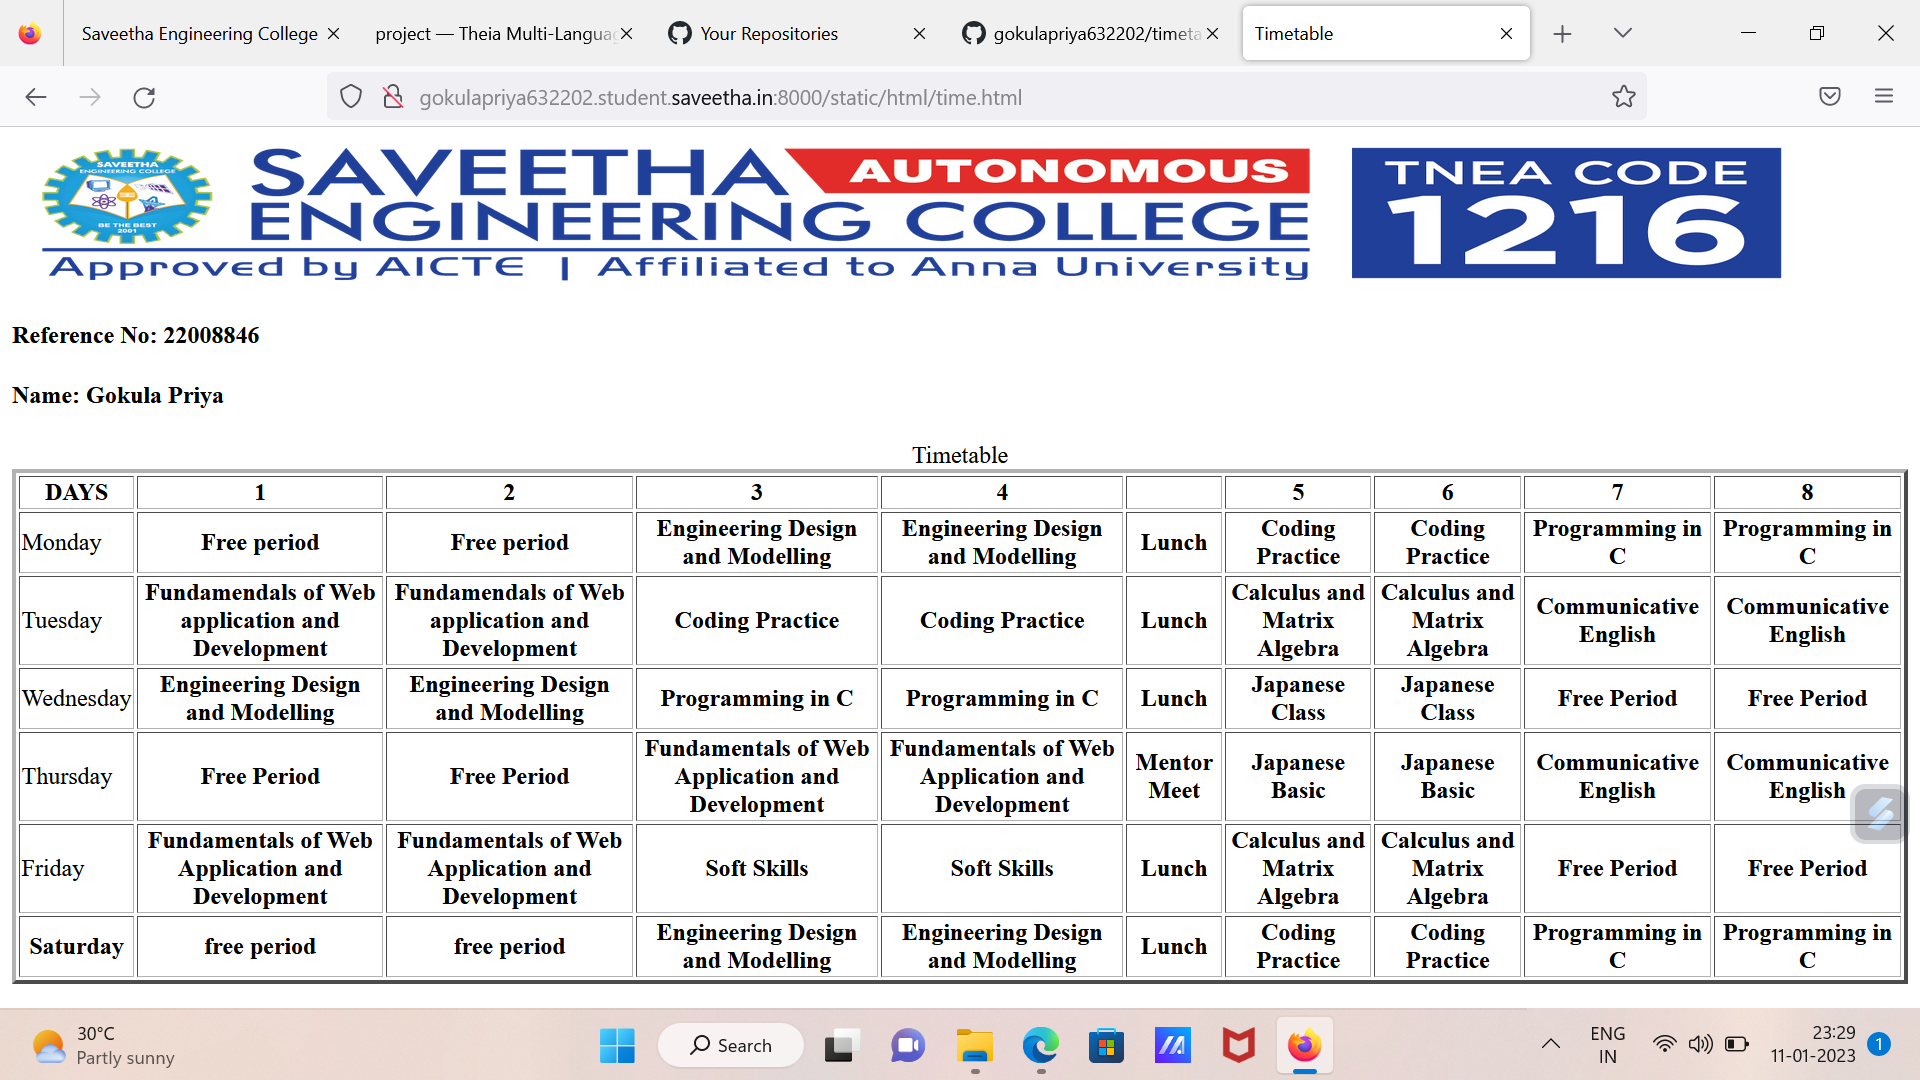 Saveetha Engineering College
project — Theia Multi-Langua
Your Repositories
gokulapriya632202/timeta
Timetable
gokulapriya632202.student.saveetha.in:8000/static/html/time.html
SAVEETHA ENGINEERING COLLEGE
BE THE BEST
2001
SAVEETHA AUTONOMOUS
ENGINEERING COLLEGE
Approved by AICTE | Affiliated to Anna University
TNEA CODE
1216
Reference No: 22008846
Name: Gokula Priya
Timetable
DAYS 1 2 3 4 5 6 7 8
Monday Free period Free period Engineering Design and Modelling Engineering Design and Modelling Lunch Coding Practice Coding Practice Programming in C Programming in C
Tuesday Fundamendals of Web application and Development Fundamendals of Web application and Development Coding Practice Coding Practice Lunch Calculus and Matrix Algebra Calculus and Matrix Algebra Communicative English Communicative English
Wednesday Engineering Design and Modelling Engineering Design and Modelling Programming in C Programming in C Lunch Japanese Class Japanese Class Free Period Free Period
Thursday Free Period Free Period Fundamentals of Web Application and Development Fundamentals of Web Application and Development Mentor Meet Japanese Basic Japanese Basic Communicative English Communicative English
Friday Fundamentals of Web Application and Development Fundamentals of Web Application and Development Soft Skills Soft Skills Lunch Calculus and Matrix Algebra Calculus and Matrix Algebra Free Period Free Period
Saturday free period free period Engineering Design and Modelling Engineering Design and Modelling Lunch Coding Practice Coding Practice Programming in C Programming in C
30°C
Partly sunny
Search
ENG
IN
23:29
11-01-2023
1